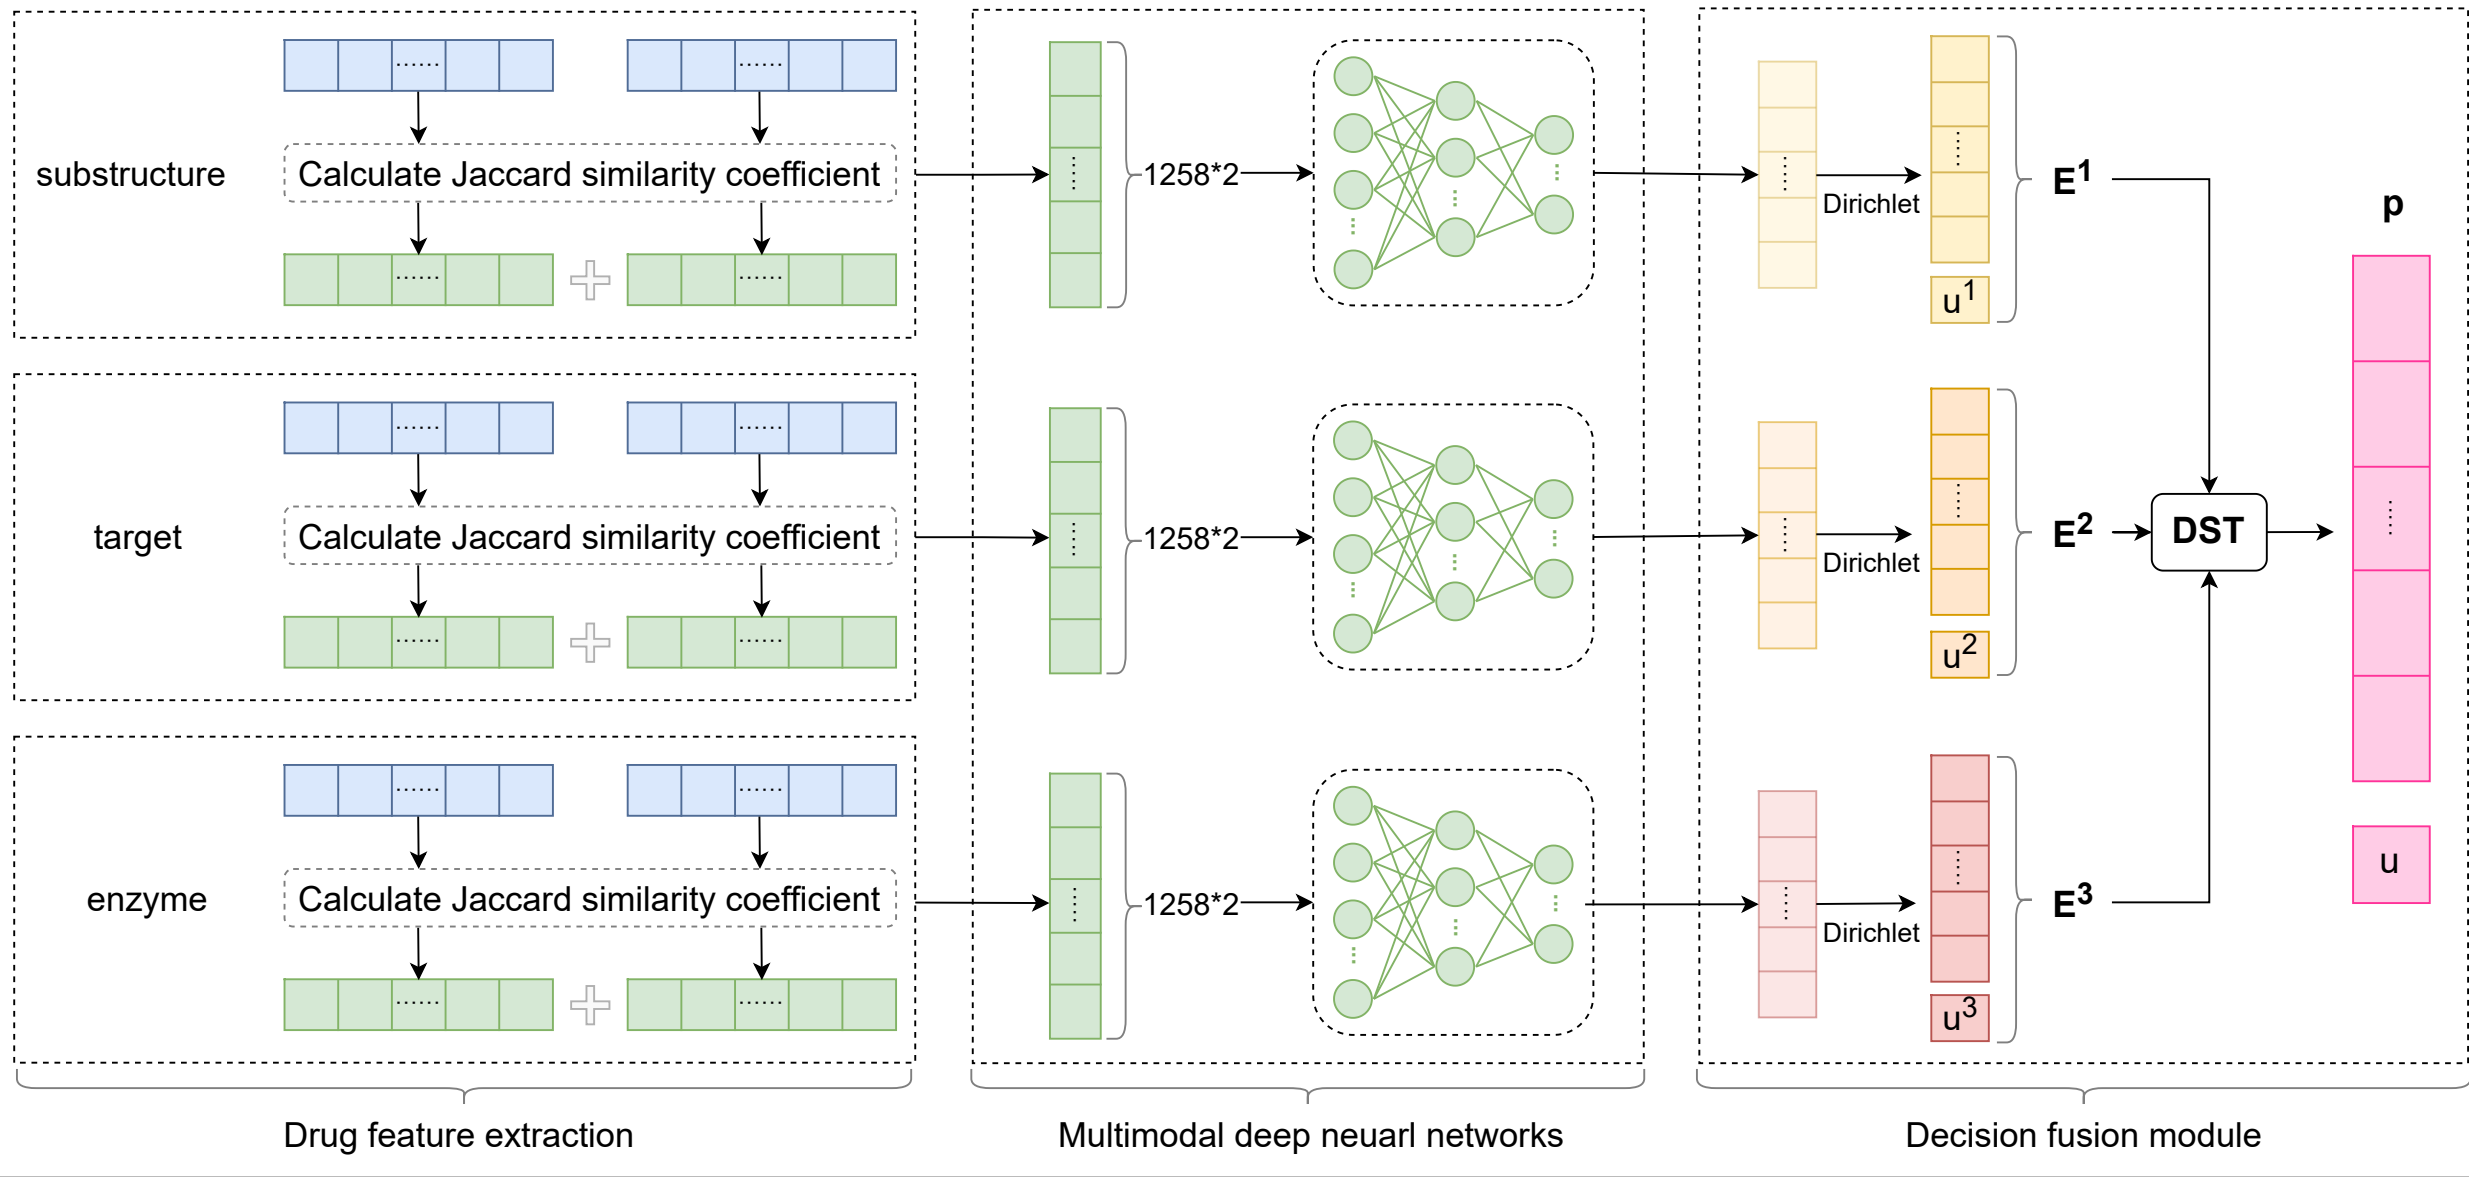 substructure
......
......
Calculate Jaccard similarity coefficient
......
......
1258*2
Dirichlet
u1
E1
target
......
......
Calculate Jaccard similarity coefficient
......
......
1258*2
Dirichlet
u2
E2
enzyme
......
......
Calculate Jaccard similarity coefficient
......
......
1258*2
Dirichlet
u3
E3
DST
p
u
Drug feature extraction
Multimodal deep neuarl networks
Decision fusion module